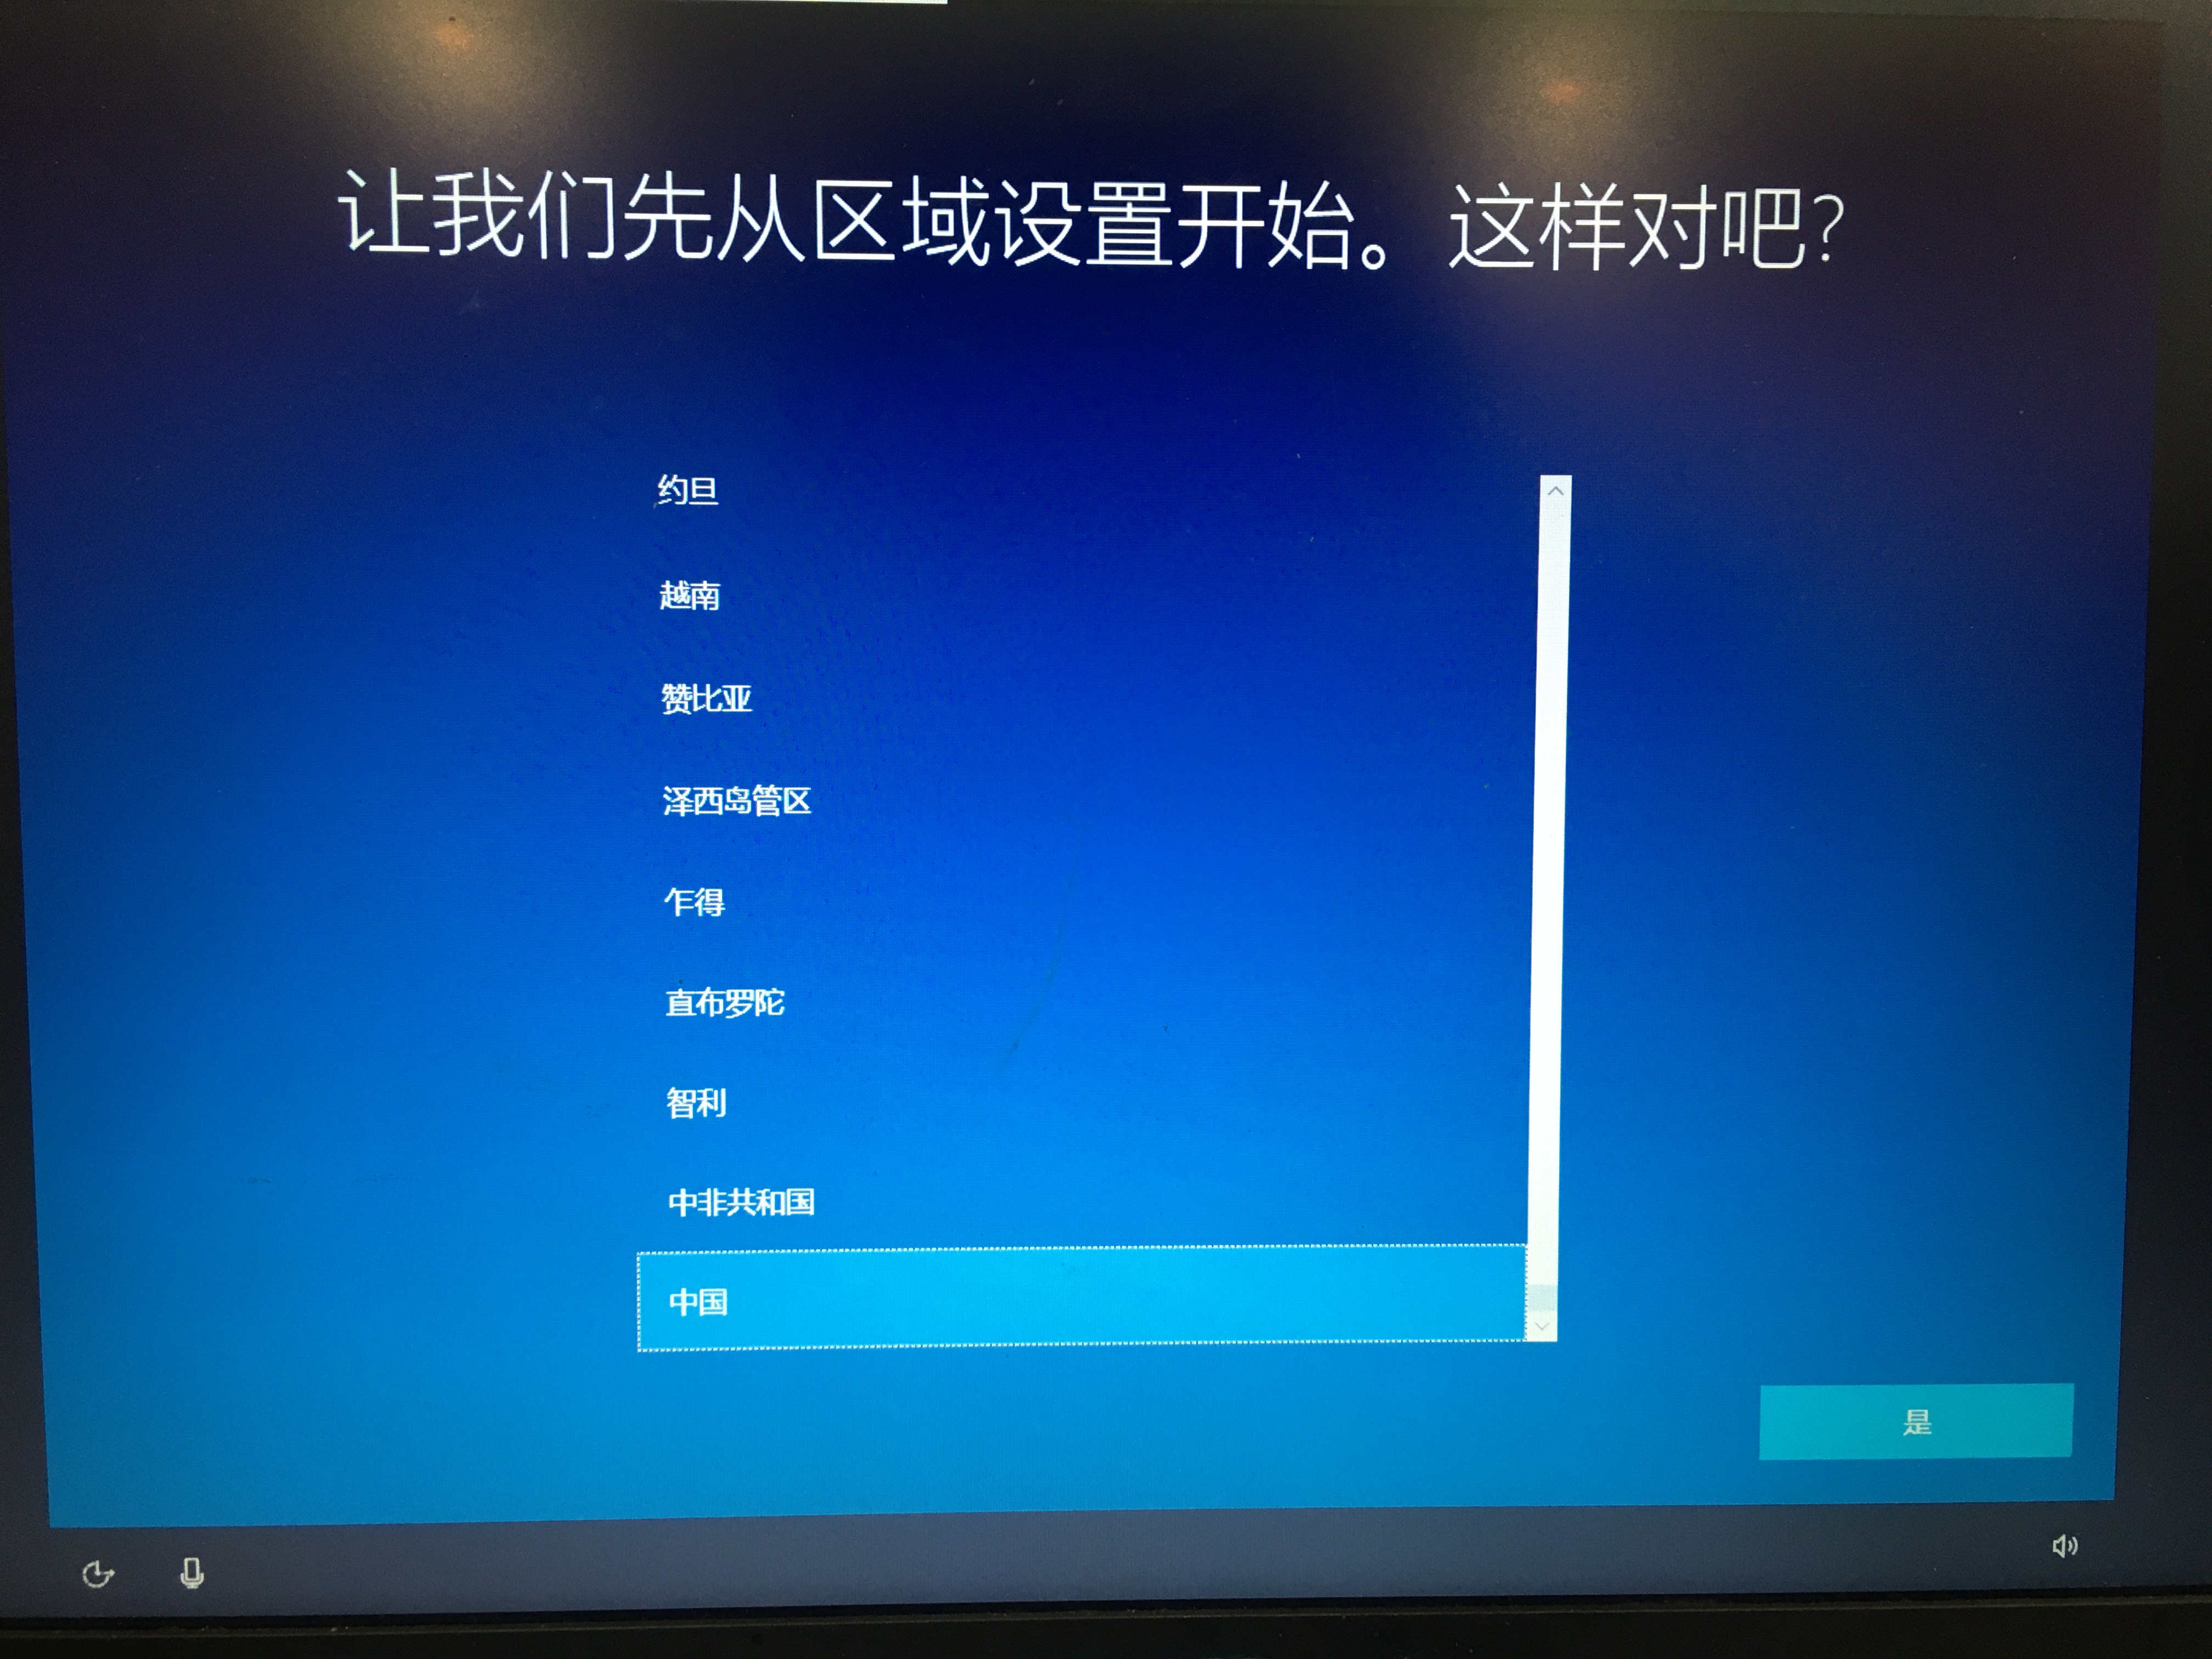 让我们先从区域设置开始。这样对吧?
约旦
越南
赞比亚
泽西岛管区
乍得
直布罗陀
智利
中非共和国
中国
是